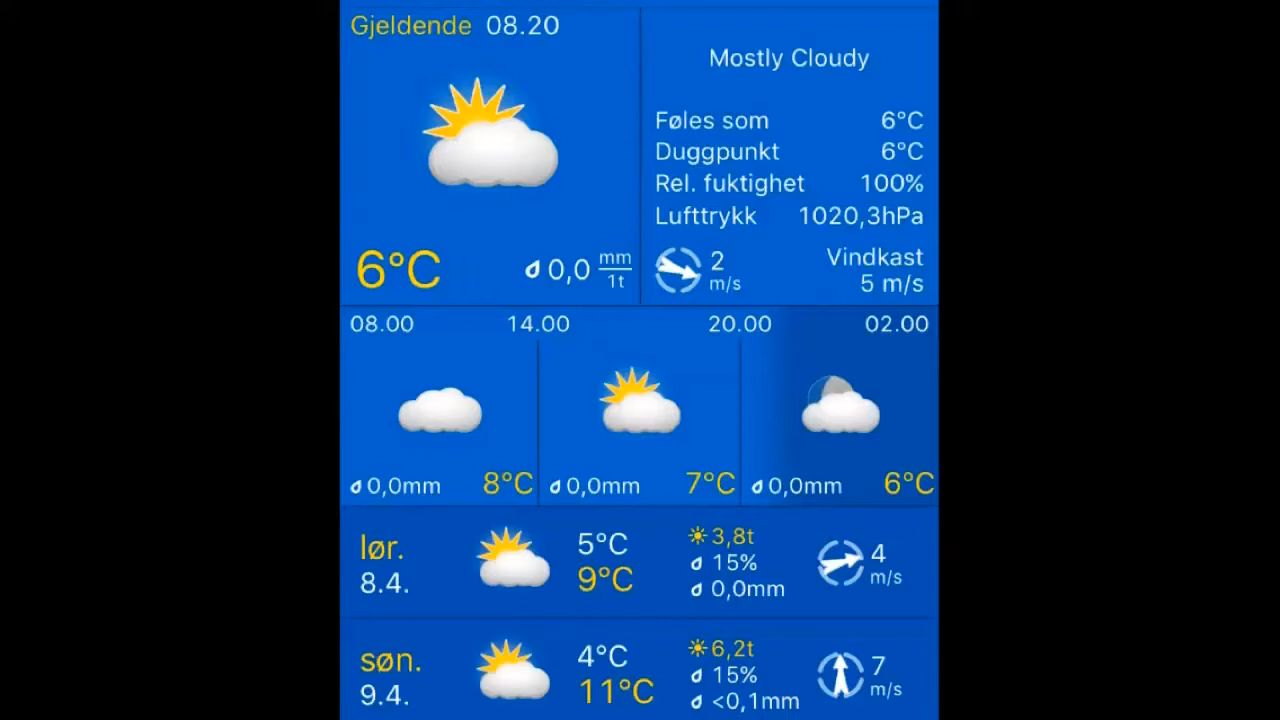 Gjeldende 08.20
6°C
0,0 mm
1t
Mostly Cloudy
Føles som 6°C
Duggpunkt 6°C
Rel. fuktighet 100%
Lufttrykk 1020,3hPa
2
m/s
Vindkast
5 m/s
08.00 14.00 20.00 02.00
0,0mm 8°C
0,0mm 7°C
0,0mm 6°C
lør.
8.4.
5°C
9°C
3,8t
15%
0,0mm
4
m/s
søn.
9.4.
4°C
11°C
6,2t
15%
<0,1mm
7
m/s